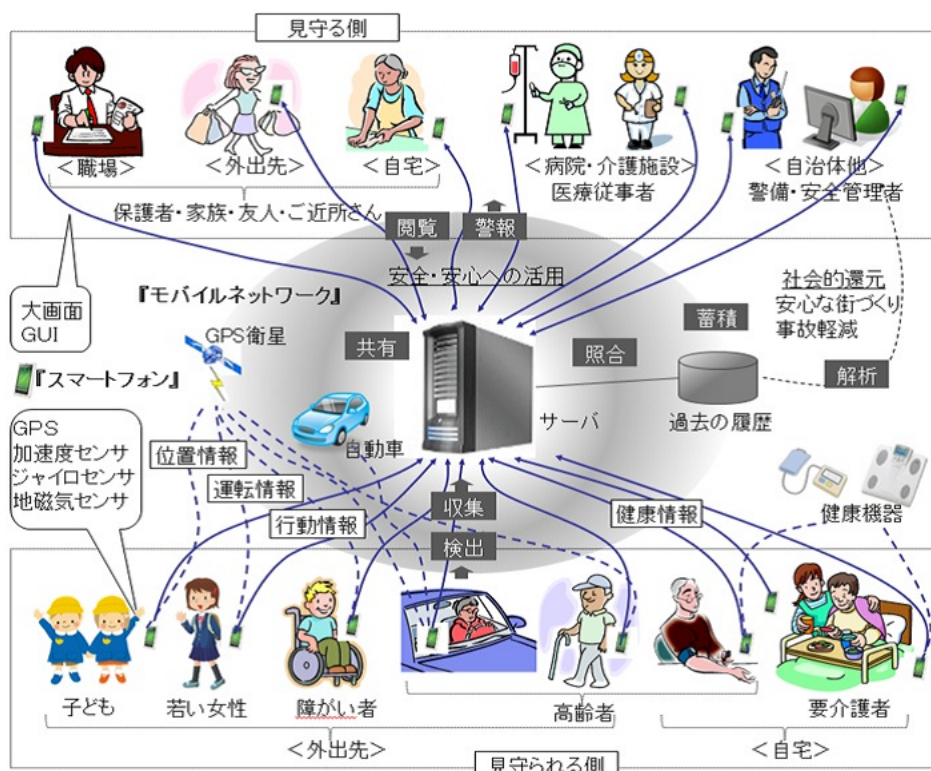 見守る側
＜職場＞
＜外出先＞
＜自宅＞
＜病院・介護施設＞
医療従事者
＜自治体他＞
警備・安全管理者
保護者・家族・友人・ご近所さん
閲覧
警報
安全・安心への活用
大画面
GUI
『モバイルネットワーク』
GPS衛星
共有
照合
蓄積
社会的還元
安心な街づくり
事故軽減
解析
『スマートフォン』
サーバ
過去の履歴
GPS
加速度センサ
ジャイロセンサ
地磁気センサ
自動車
位置情報
運転情報
行動情報
収集
検出
健康情報
健康機器
子ども
若い女性
障がい者
高齢者
要介護者
＜外出先＞
＜自宅＞
見守られる側